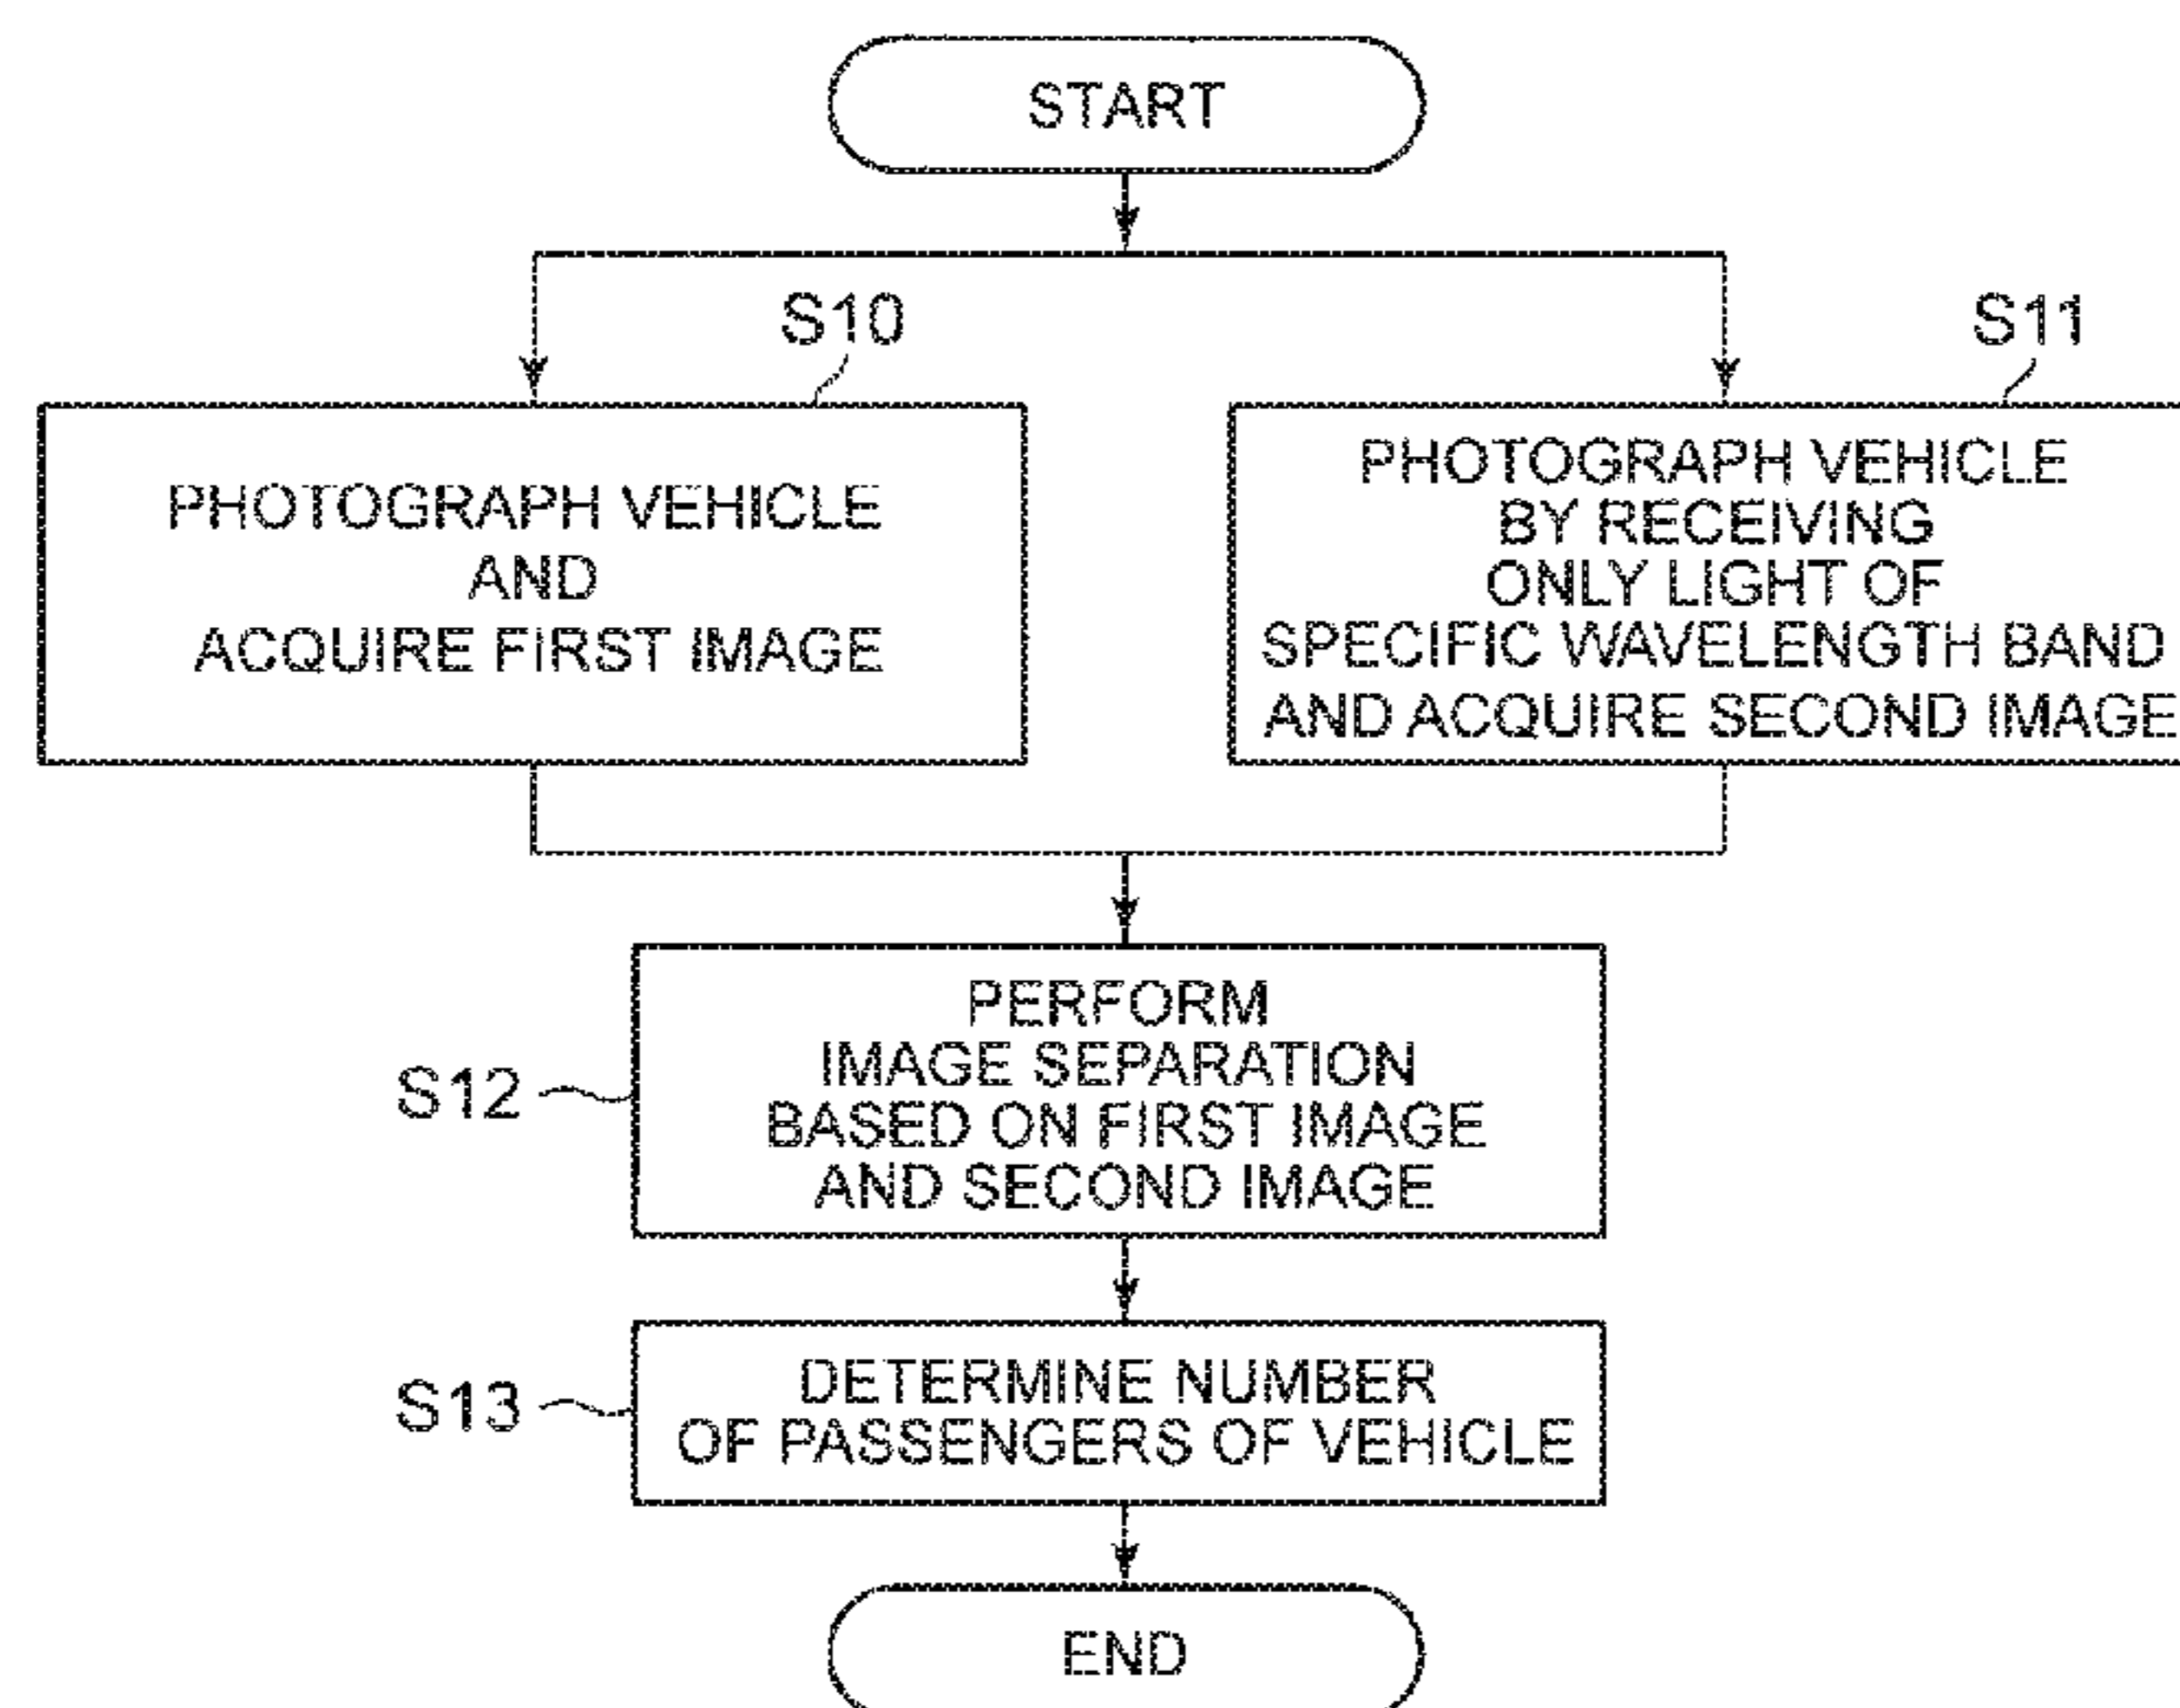 START
S10
PHOTOGRAPH VEHICLE
AND
ACQUIRE FIRST IMAGE
S11
PHOTOGRAPH VEHICLE
BY RECEIVING
ONLY LIGHT OF
SPECIFIC WAVELENGTH BAND
AND ACQUIRE SECOND IMAGE
S12
PERFORM
IMAGE SEPARATION
BASED ON FIRST IMAGE
AND SECOND IMAGE
S13
DETERMINE NUMBER
OF PASSENGERS OF VEHICLE
END